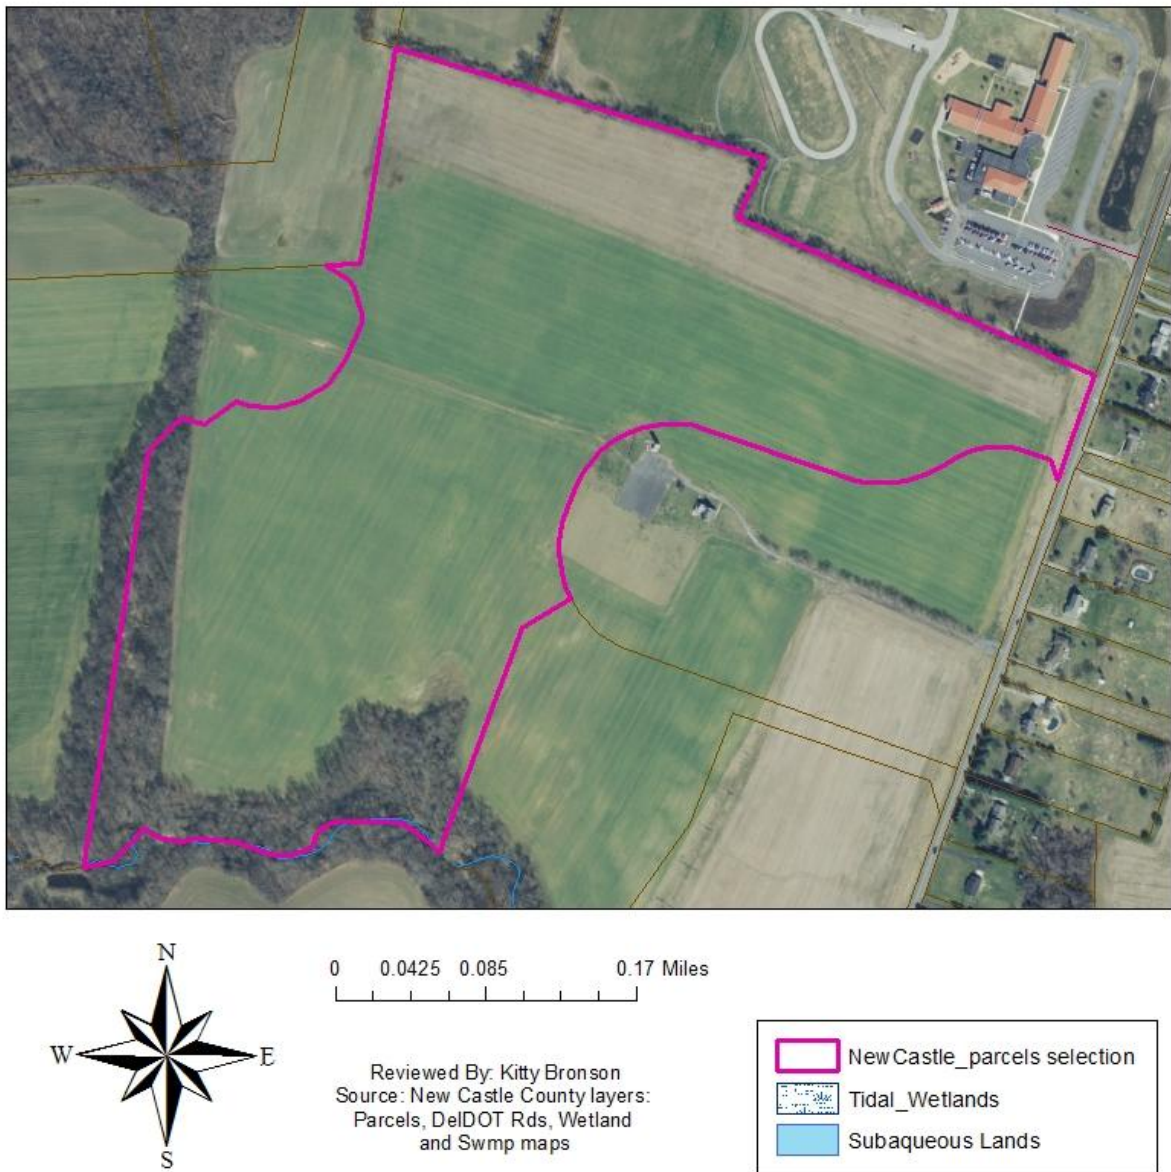 N
W
E
S
0 0.0425 0.085 0.17 Miles
Reviewed By: Kitty Bronson
Source: New Castle County layers:
Parcels, DelDOT Rds, Wetland
and Swmp maps
NewCastle_parcels selection
Tidal_Wetlands
Subaqueous Lands